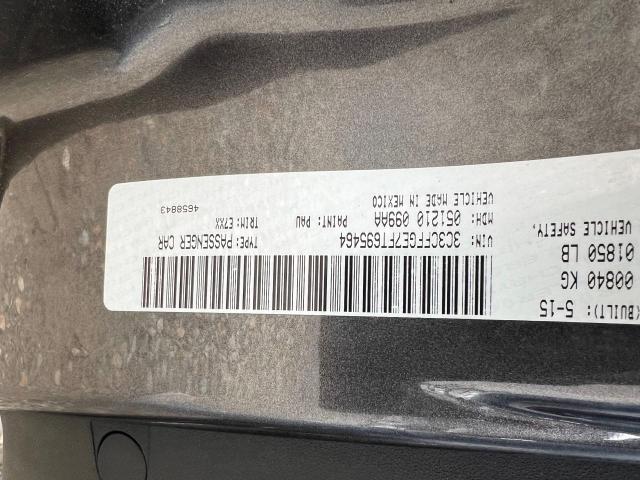 (BUILT): 5-15
00840 KG
01850 LB
VEHICLE SAFETY,
VIN: 3C3CFFGE7FT695464
TYPE: PASSENGER CAR
MDH: 051210 099AA
PAINT: PAU
TRIM: E7XX
VEHICLE MADE IN MEXICO
4658843